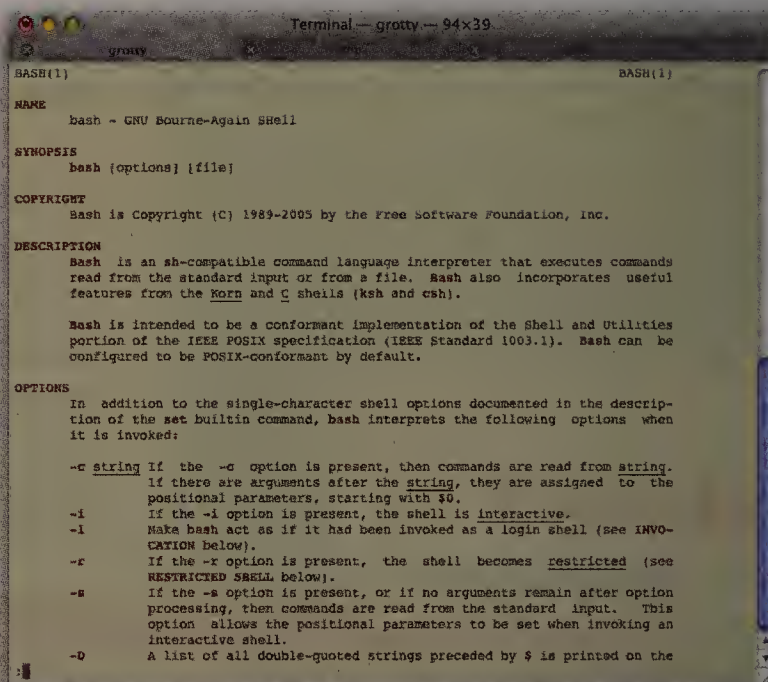 Terminal — grotty — 94×39
grotty
BASH(1) BASH(1)
NAME
bash - GNU Bourne-Again SHell
SYNOPSIS
bash [options] [file]
COPYRIGHT
Bash is Copyright (C) 1989-2005 by the Free Software Foundation, Inc.
DESCRIPTION
Bash is an sh-compatible command language interpreter that executes commands
read from the standard input or from a file. Bash also incorporates useful
features from the Korn and C shells (ksh and csh).
Bash is intended to be a conformant implementation of the Shell and Utilities
portion of the IEEE POSIX specification (IEEE Standard 1003.1). Bash can be
configured to be POSIX-conformant by default.
OPTIONS
In addition to the single-character shell options documented in the descrip-
tion of the set builtin command, bash interprets the following options when
it is invoked:
-c string If the -c option is present, then commands are read from string.
If there are arguments after the string, they are assigned to the
positional parameters, starting with $0.
-i If the -i option is present, the shell is interactive.
-l Make bash act as if it had been invoked as a login shell (see INVO-
CATION below).
-r If the -r option is present, the shell becomes restricted (see
RESTRICTED SHELL below).
-s If the -s option is present, or if no arguments remain after option
processing, then commands are read from the standard input. This
option allows the positional parameters to be set when invoking an
interactive shell.
-D A list of all double-quoted strings preceded by $ is printed on the
: